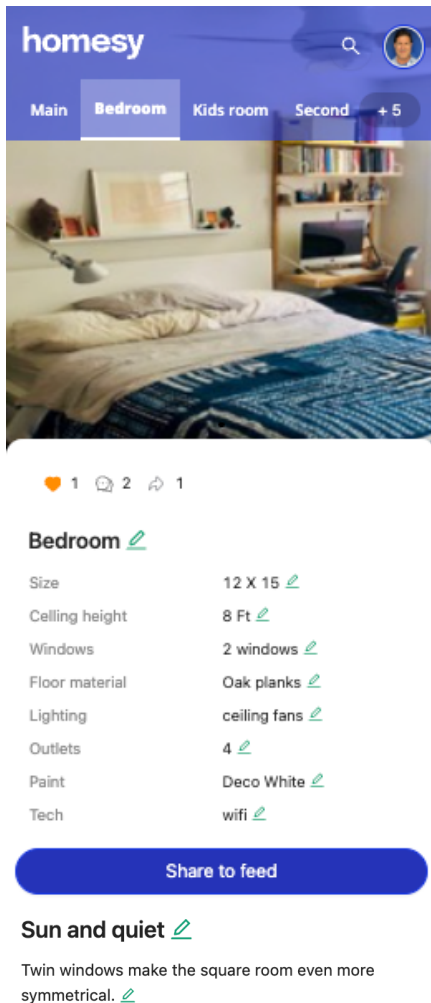 homesy
Main Bedroom Kids room Second + 5
1 2 1
Bedroom
Size 12 X 15
Celling height 8 Ft
Windows 2 windows
Floor material Oak planks
Lighting ceiling fans
Outlets 4
Paint Deco White
Tech wifi
Share to feed
Sun and quiet
Twin windows make the square room even more
symmetrical.